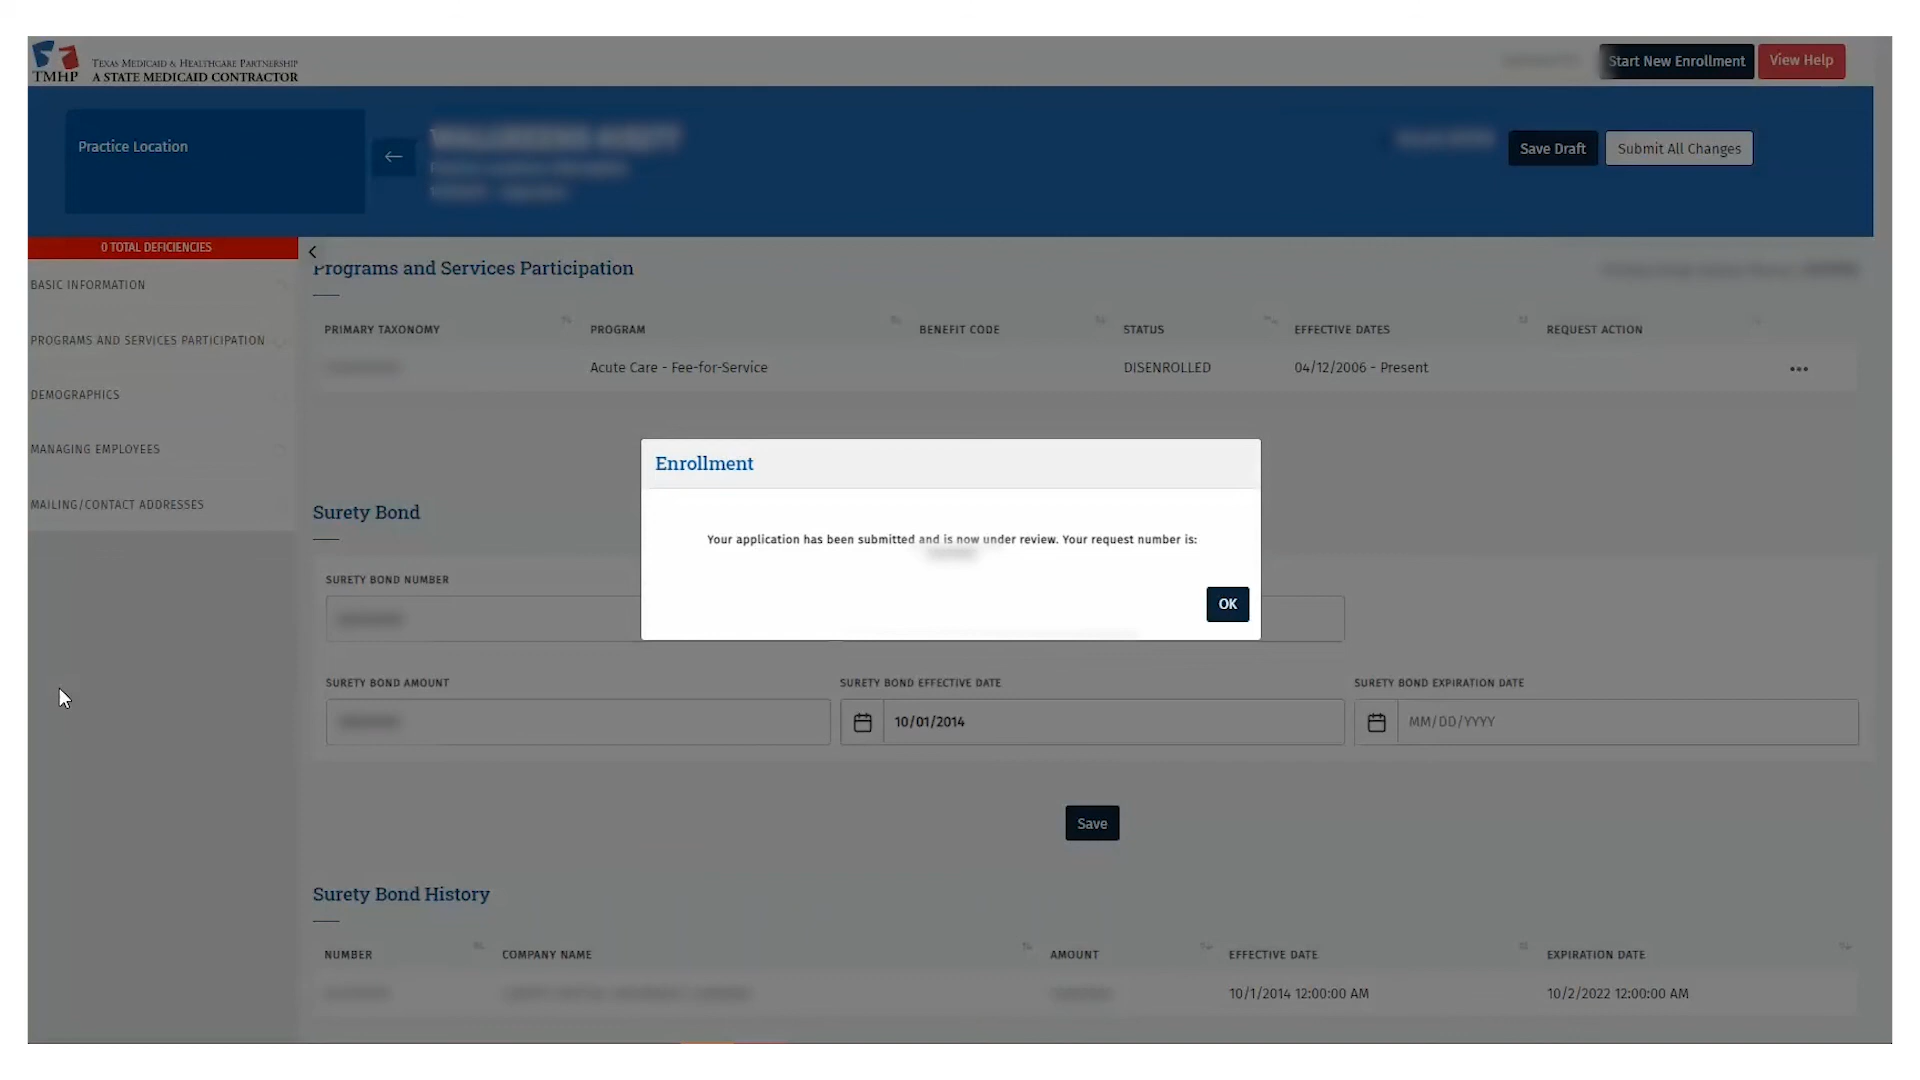 TMHP
TEXAS MEDICAID & HEALTHCARE PARTNERSHIP
A STATE MEDICAID CONTRACTOR
Start New Enrollment
View Help
Practice Location
Save Draft
Submit All Changes
0 TOTAL DEFICIENCIES
BASIC INFORMATION
PROGRAMS AND SERVICES PARTICIPATION
DEMOGRAPHICS
MANAGING EMPLOYEES
MAILING/CONTACT ADDRESSES
Programs and Services Participation
PRIMARY TAXONOMY PROGRAM BENEFIT CODE STATUS EFFECTIVE DATES REQUEST ACTION
Acute Care - Fee-for-Service DISENROLLED 04/12/2006 - Present
Enrollment
Your application has been submitted and is now under review. Your request number is:
OK
Surety Bond
SURETY BOND NUMBER
SURETY BOND AMOUNT SURETY BOND EFFECTIVE DATE SURETY BOND EXPIRATION DATE
10/01/2014 MM/DD/YYYY
Save
Surety Bond History
NUMBER COMPANY NAME AMOUNT EFFECTIVE DATE EXPIRATION DATE
10/1/2014 12:00:00 AM 10/2/2022 12:00:00 AM